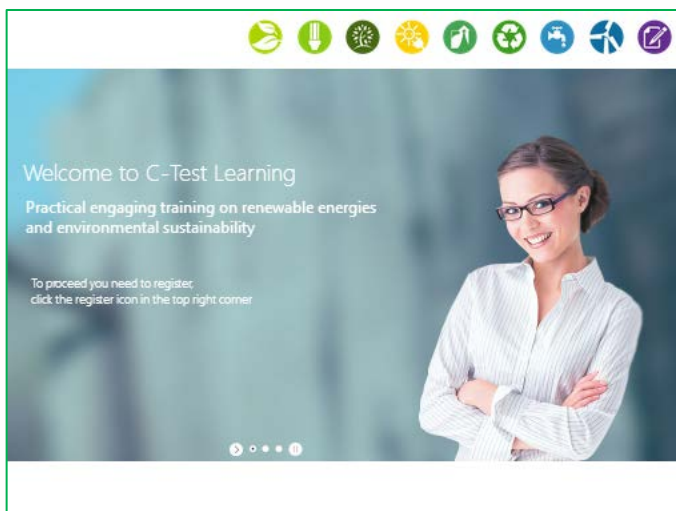 Welcome to C-Test Learning
Practical engaging training on renewable energies
and environmental sustainability
To proceed you need to register,
click the register icon in the top right corner